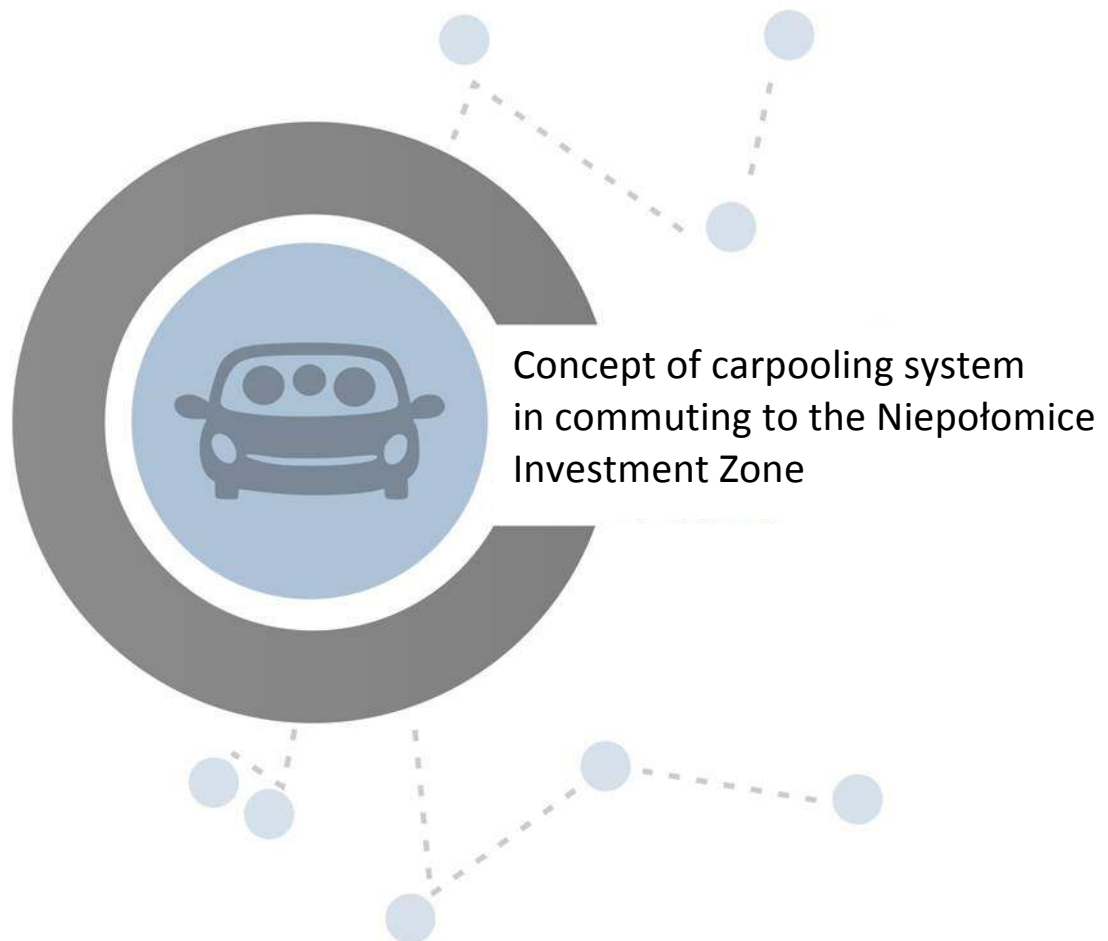 Concept of carpooling system
in commuting to the Niepołomice
Investment Zone